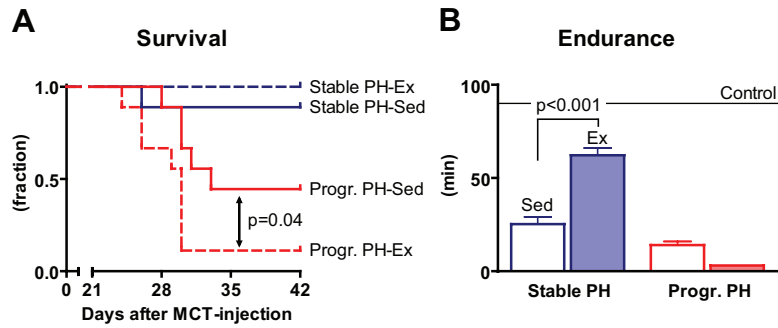 A
Survival
1.0
0.5
0.0
(fraction)
0
21
28
35
42
Days after MCT-injection
Stable PH-Ex
Stable PH-Sed
Progr. PH-Sed
p=0.04
Progr. PH-Ex
B
Endurance
100
50
0
(min)
Control
p<0.001
Ex
Sed
Stable PH
Progr. PH